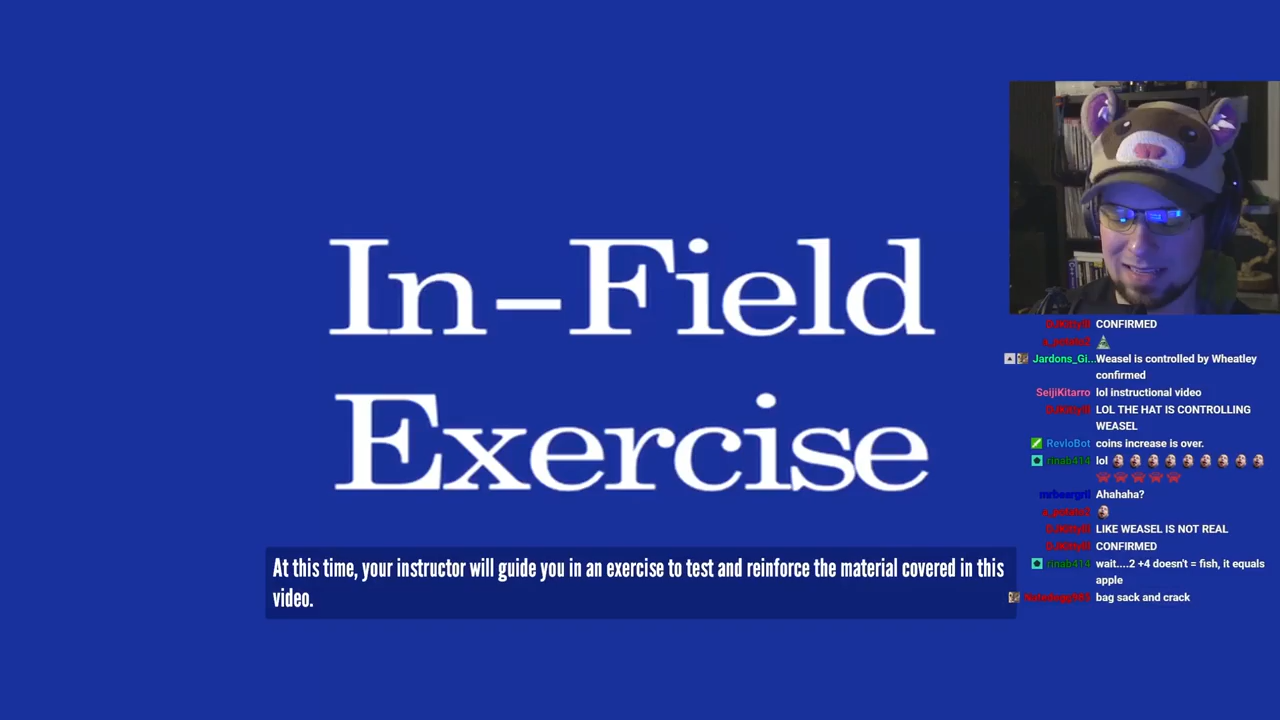 In-Field
Exercise
At this time, your instructor will guide you in an exercise to test and reinforce the material covered in this
video.
CONFIRMED
Jardons_Gi... Weasel is controlled by Wheatley
confirmed
SeijiKitarro lol instructional video
LOL THE HAT IS CONTROLLING
WEASEL
RevloBot coins increase is over.
rinab414 lol
mrbeargril Ahahaha?
LIKE WEASEL IS NOT REAL
CONFIRMED
rinab414 wait....2 +4 doesn't = fish, it equals
apple
bag sack and crack